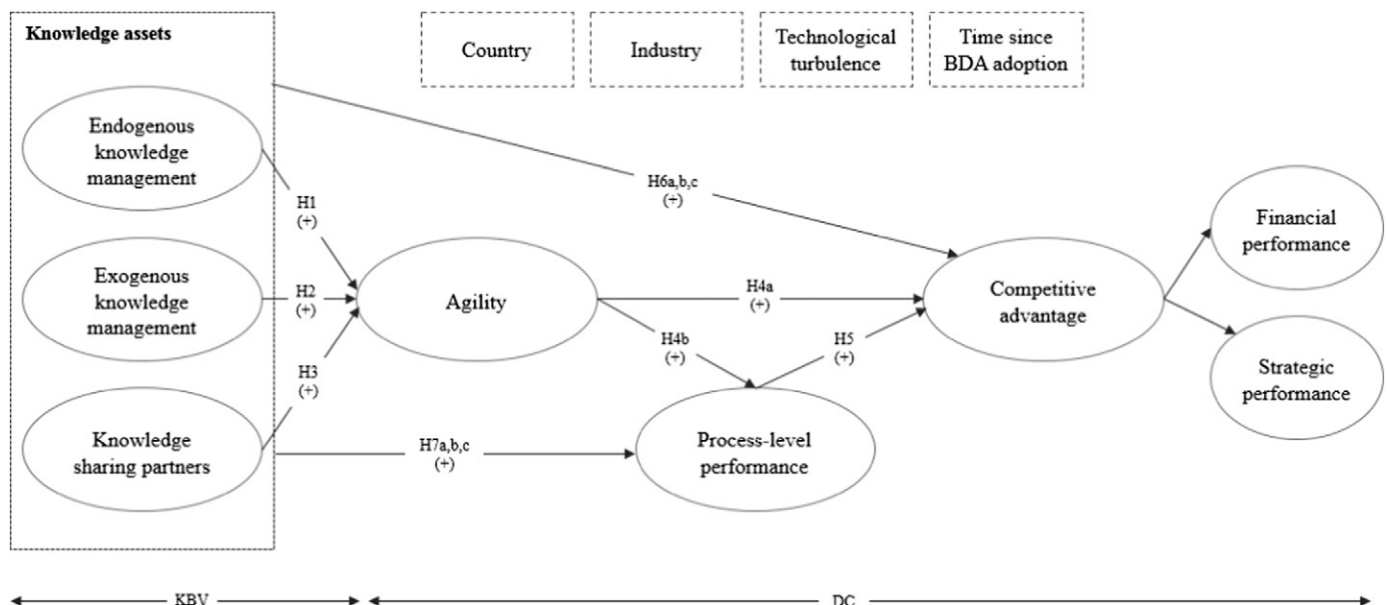 Knowledge assets
Country
Industry
Technological
turbulence
Time since
BDA adoption
Endogenous
knowledge
management
H1
(+)
H6a,b,c
(+)
Financial
performance
Exogenous
knowledge
management
H2
(+)
Agility
H4a
(+)
Competitive
advantage
H4b
(+)
H5
(+)
H3
(+)
Strategic
performance
Knowledge
sharing partners
H7a,b,c
(+)
Process-level
performance
KBV
DC